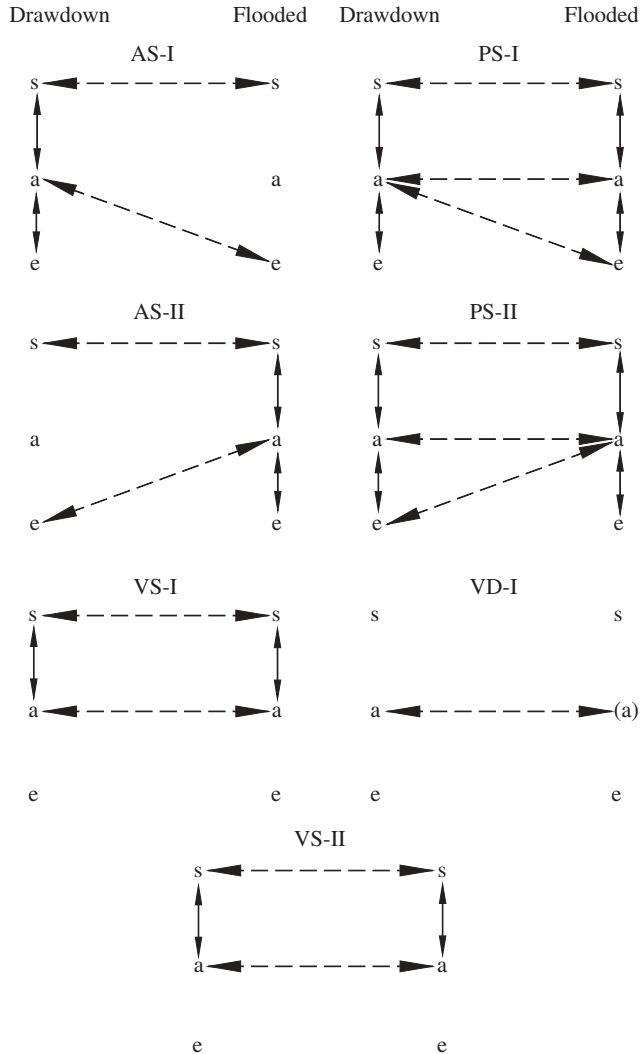 Drawdown Flooded Drawdown Flooded
AS-I PS-I
s s s s
a a a a
e e e e
AS-II PS-II
s s s s
a a a a
e e e e
VS-I VD-I
s s s s
a a a (a)
e e e e
VS-II
s s
a a
e e